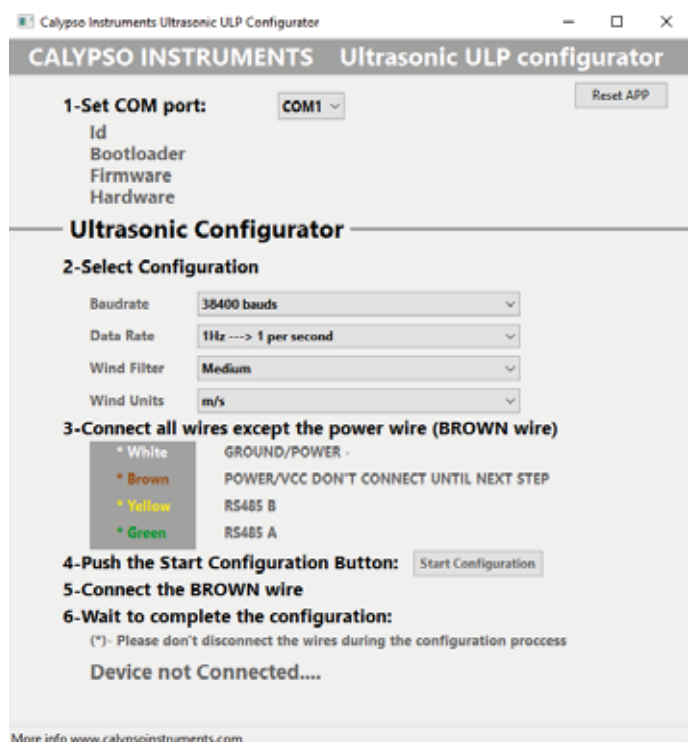 Calypso Instruments Ultrasonic ULP Configurator
CALYPSO INSTRUMENTS Ultrasonic ULP configurator
Reset APP
1-Set COM port: COM1
Id
Bootloader
Firmware
Hardware
Ultrasonic Configurator
2-Select Configuration
Baudrate 38400 bauds
Data Rate 1Hz ---> 1 per second
Wind Filter Medium
Wind Units m/s
3-Connect all wires except the power wire (BROWN wire)
* White GROUND/POWER -
* Brown POWER/VCC DON'T CONNECT UNTIL NEXT STEP
* Yellow RS485 B
* Green RS485 A
4-Push the Start Configuration Button: Start Configuration
5-Connect the BROWN wire
6-Wait to complete the configuration:
(*)- Please don't disconnect the wires during the configuration proccess
Device not Connected....
More info www.calypsoinstruments.com